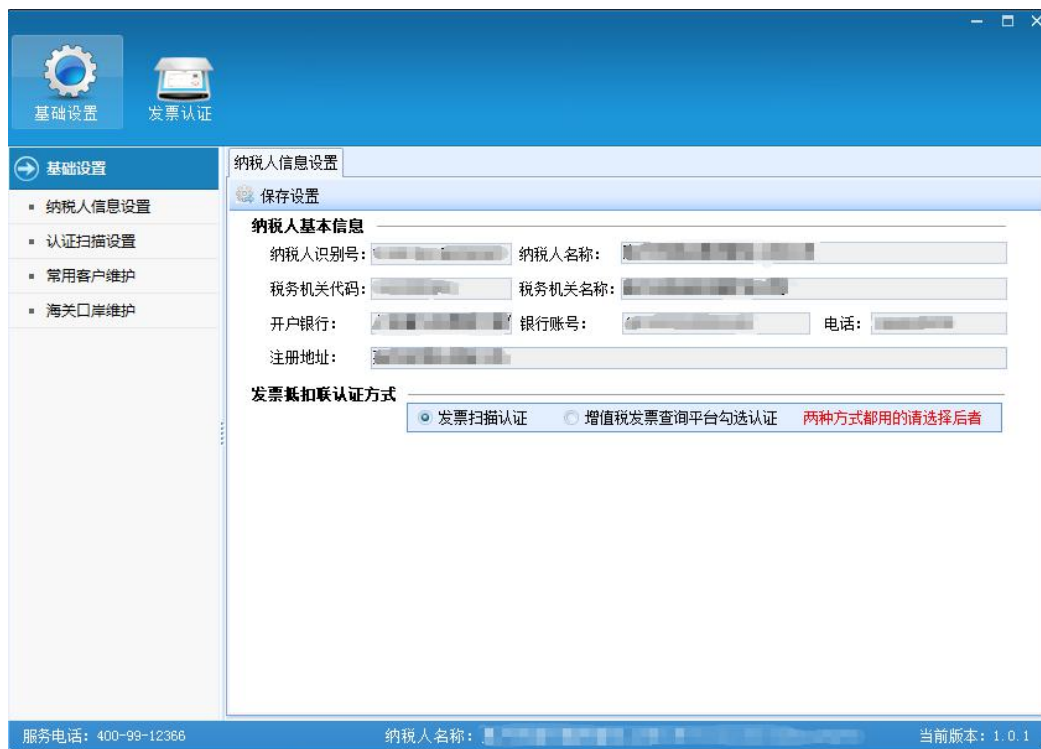 基础设置 发票认证
基础设置
纳税人信息设置
认证扫描设置
常用客户维护
海关口岸维护
纳税人信息设置
保存设置
纳税人基本信息
纳税人识别号: 纳税人名称:
税务机关代码: 税务机关名称:
开户银行: 银行账号: 电话:
注册地址:
发票抵扣联认证方式
发票扫描认证 增值税发票查询平台勾选认证 两种方式都用的请选择后者
服务电话: 400-99-12366 纳税人名称: 当前版本: 1.0.1